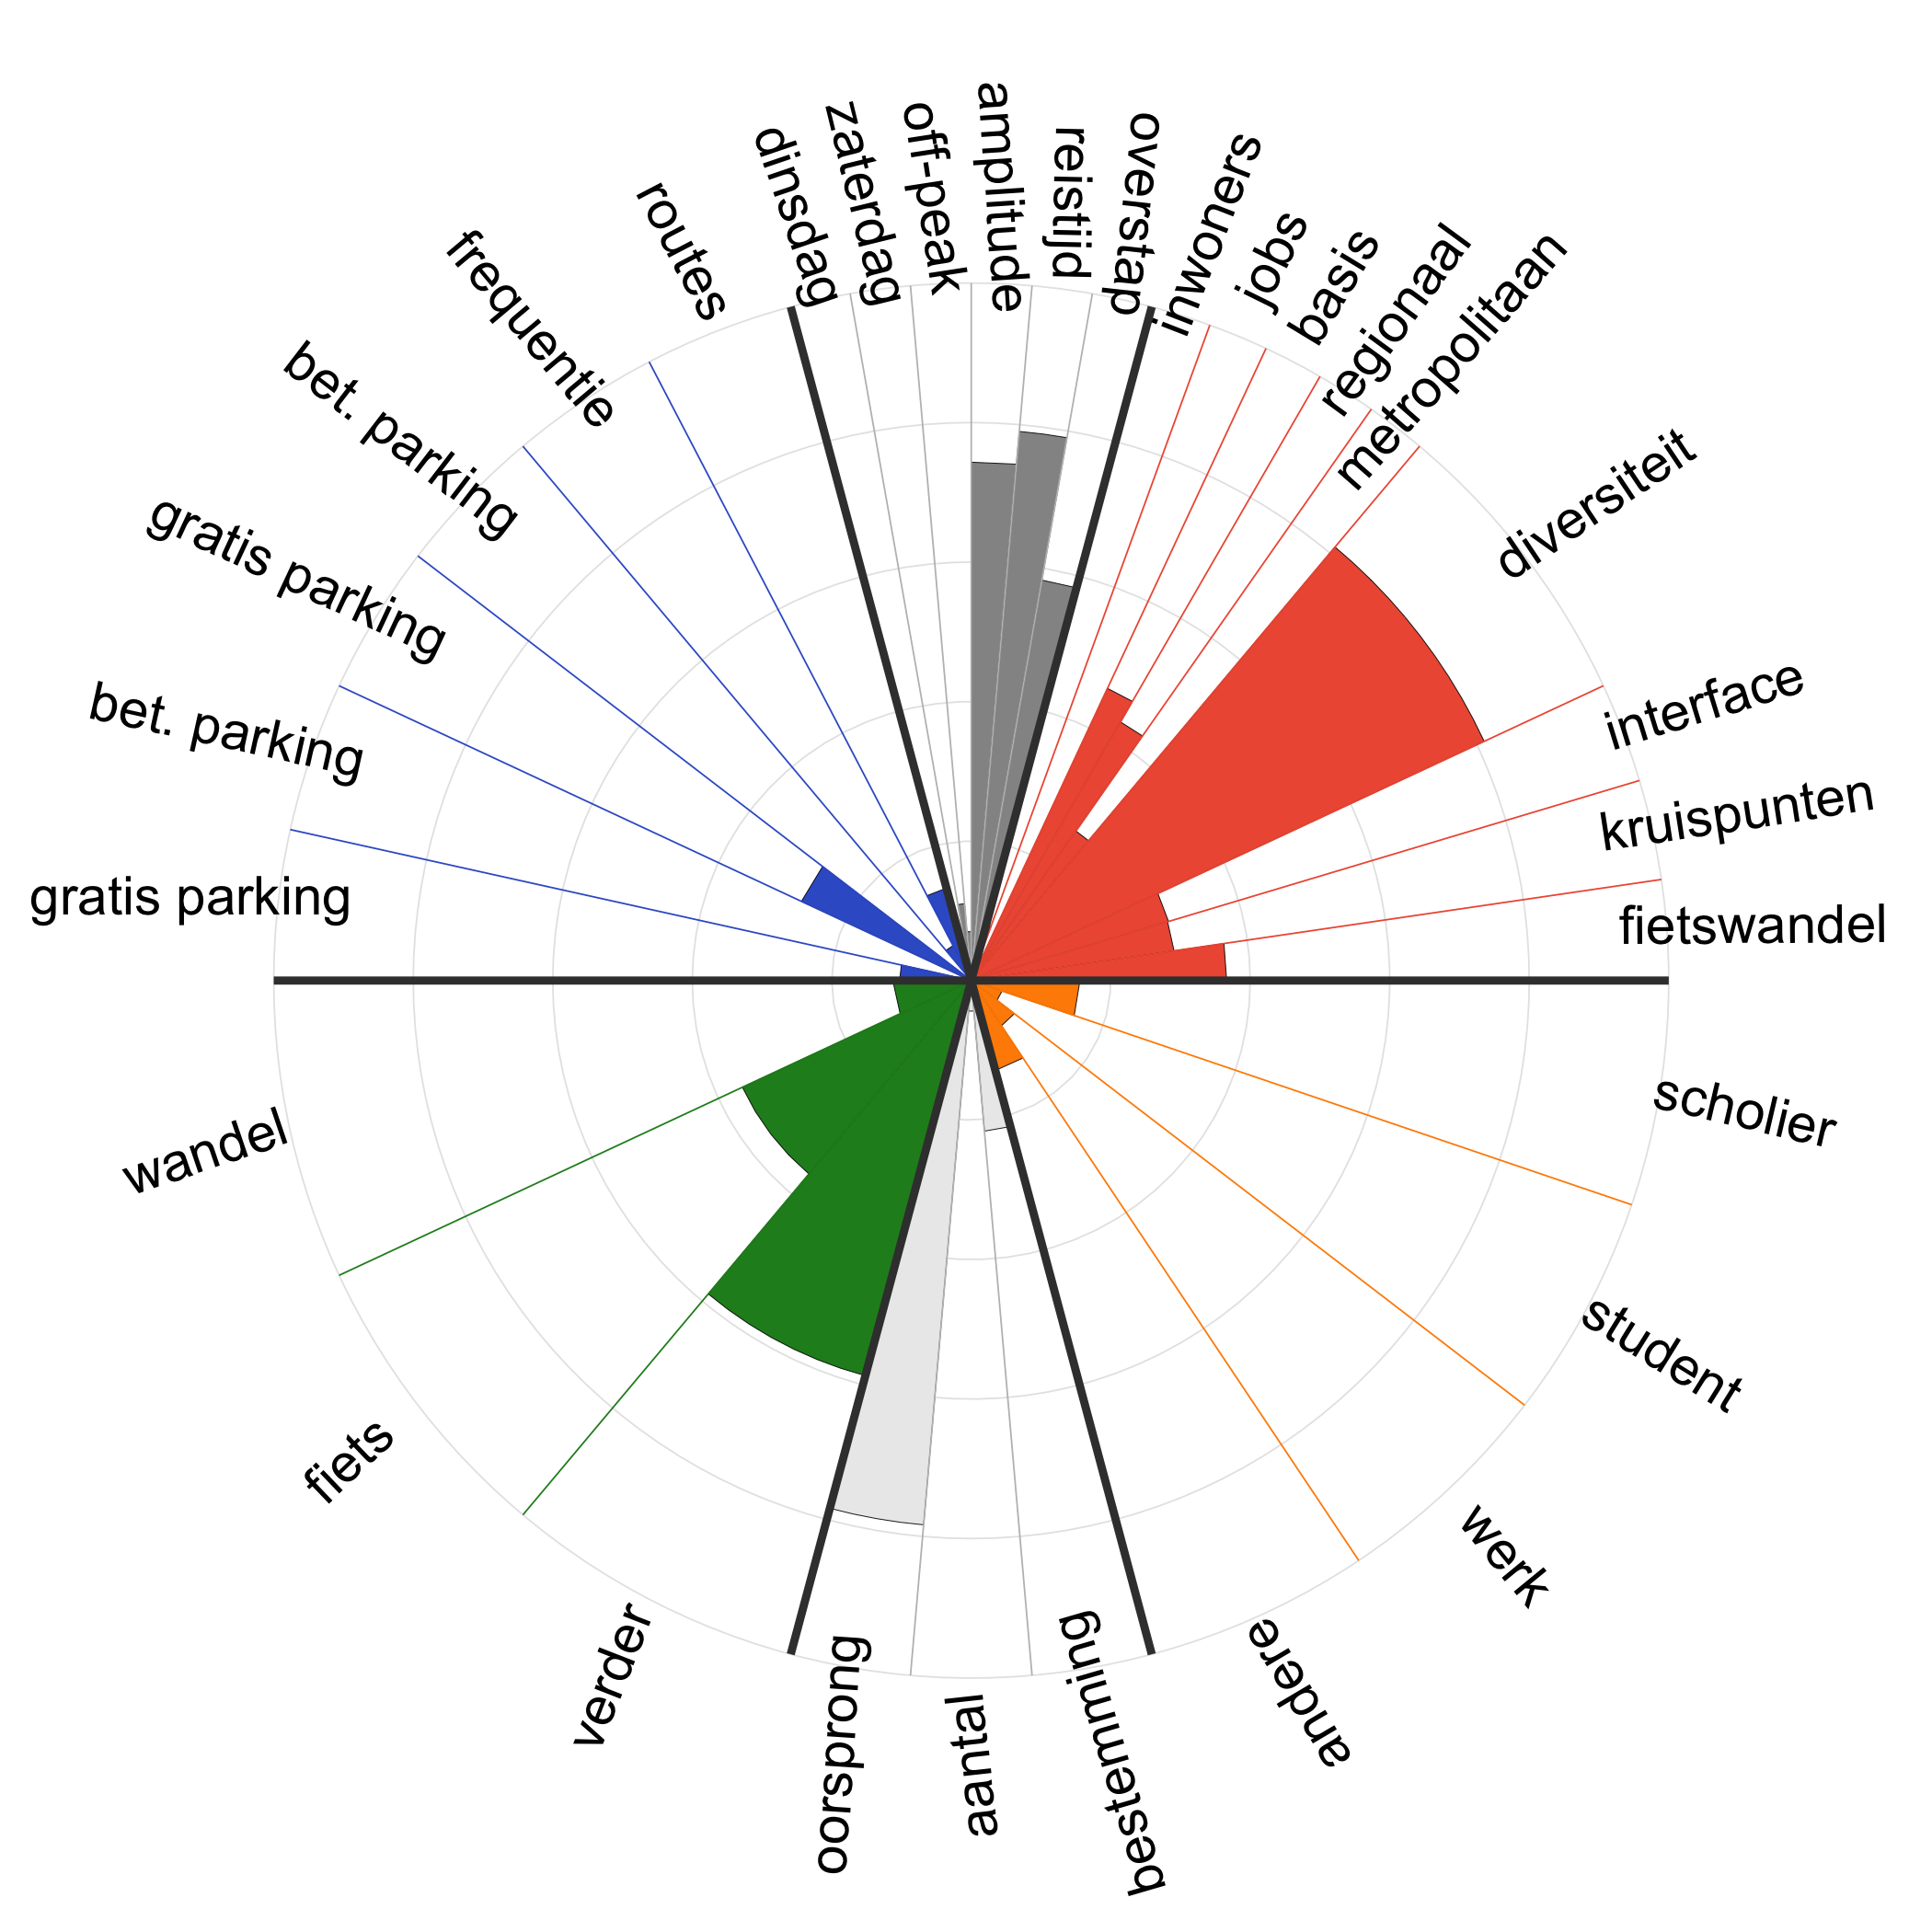 amplitude
reistijd
overstap
inwoners
jobs
basis
regionaal
metropolitaan
diversiteit
interface
kruispunten
fietswandel
scholier
student
werk
andere
bestemming
aantal
oorsprong
verder
fiets
wandel
gratis parking
bet. parking
gratis parking
bet. parking
frequentie
routes
dinsdag
zaterdag
off-peak